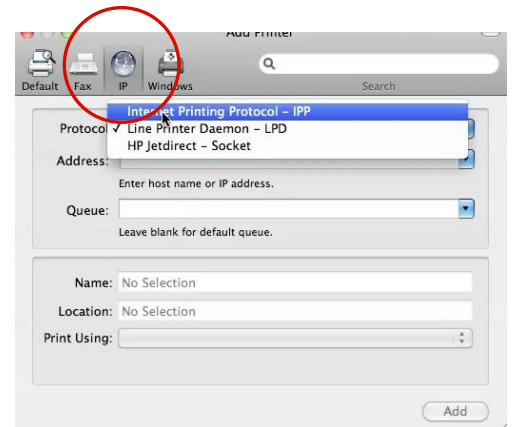 Add Printer
Default Fax IP Windows Search
Internet Printing Protocol – IPP
Protocol ✓ Line Printer Daemon – LPD
HP Jetdirect – Socket
Address:
Enter host name or IP address.
Queue:
Leave blank for default queue.
Name: No Selection
Location: No Selection
Print Using:
Add